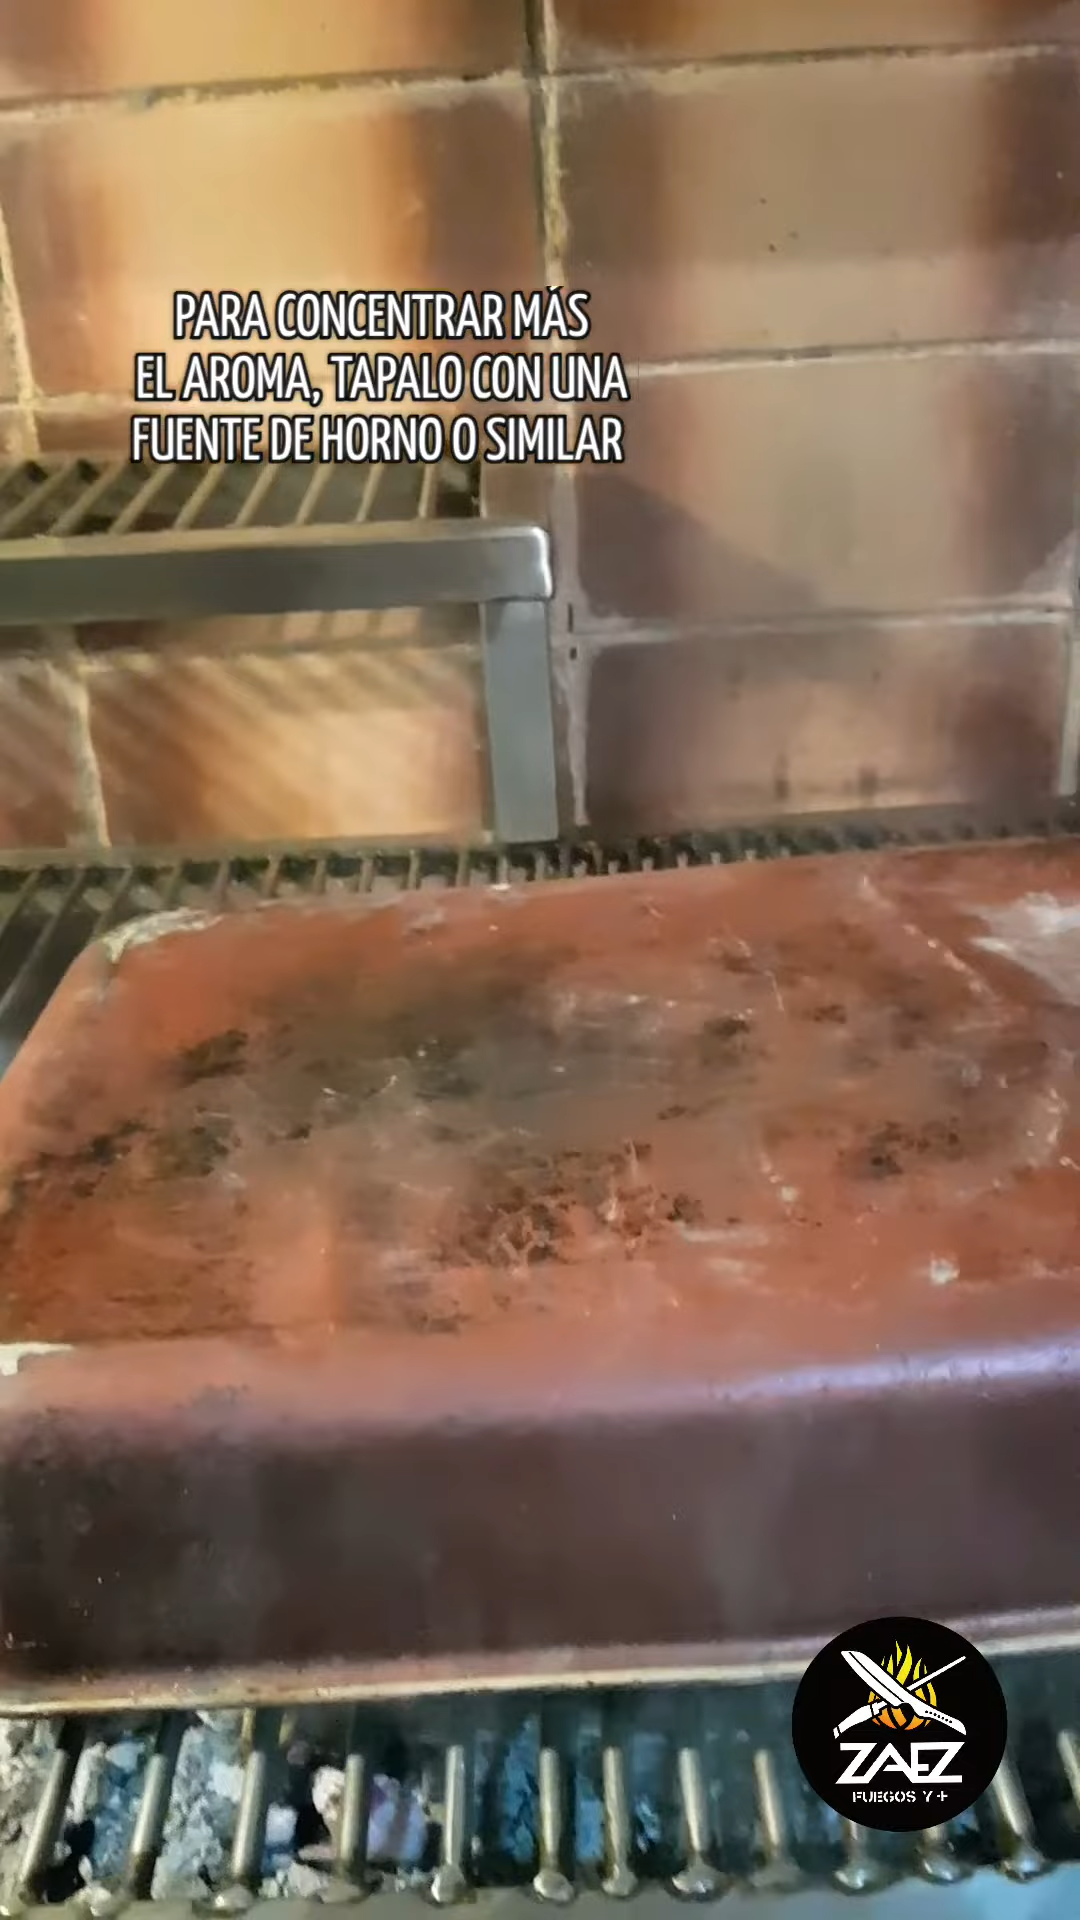 PARA CONCENTRAR MÁS
EL AROMA, TAPALO CON UNA
FUENTE DE HORNO O SIMILAR
ZAEZ
FUEGOS Y +